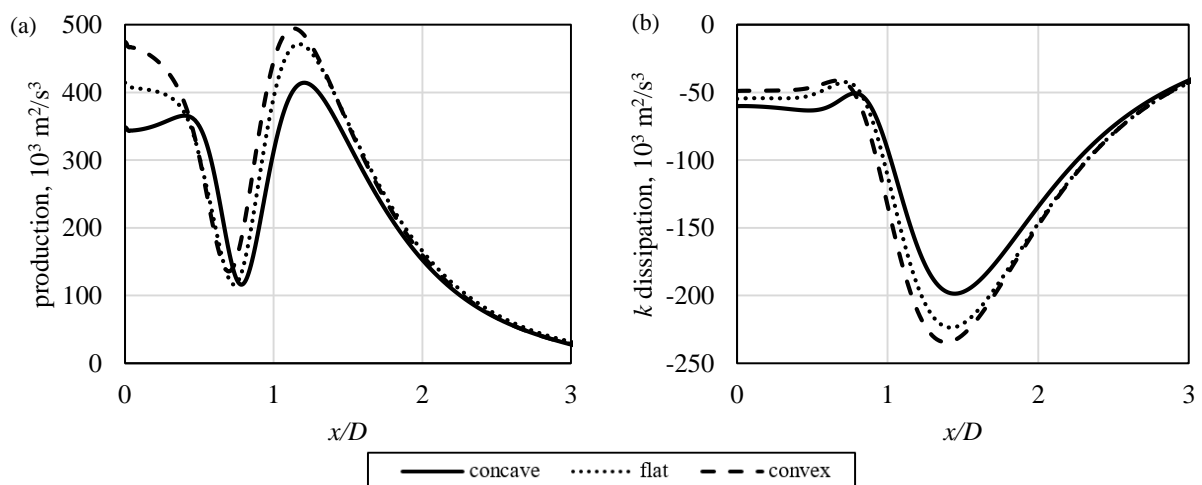 (a)
production, 10³ m²/s³
500
400
300
200
100
0
0 1 2 3
x/D
(b)
k dissipation, 10³ m²/s³
0
-50
-100
-150
-200
-250
0 1 2 3
x/D
concave flat convex